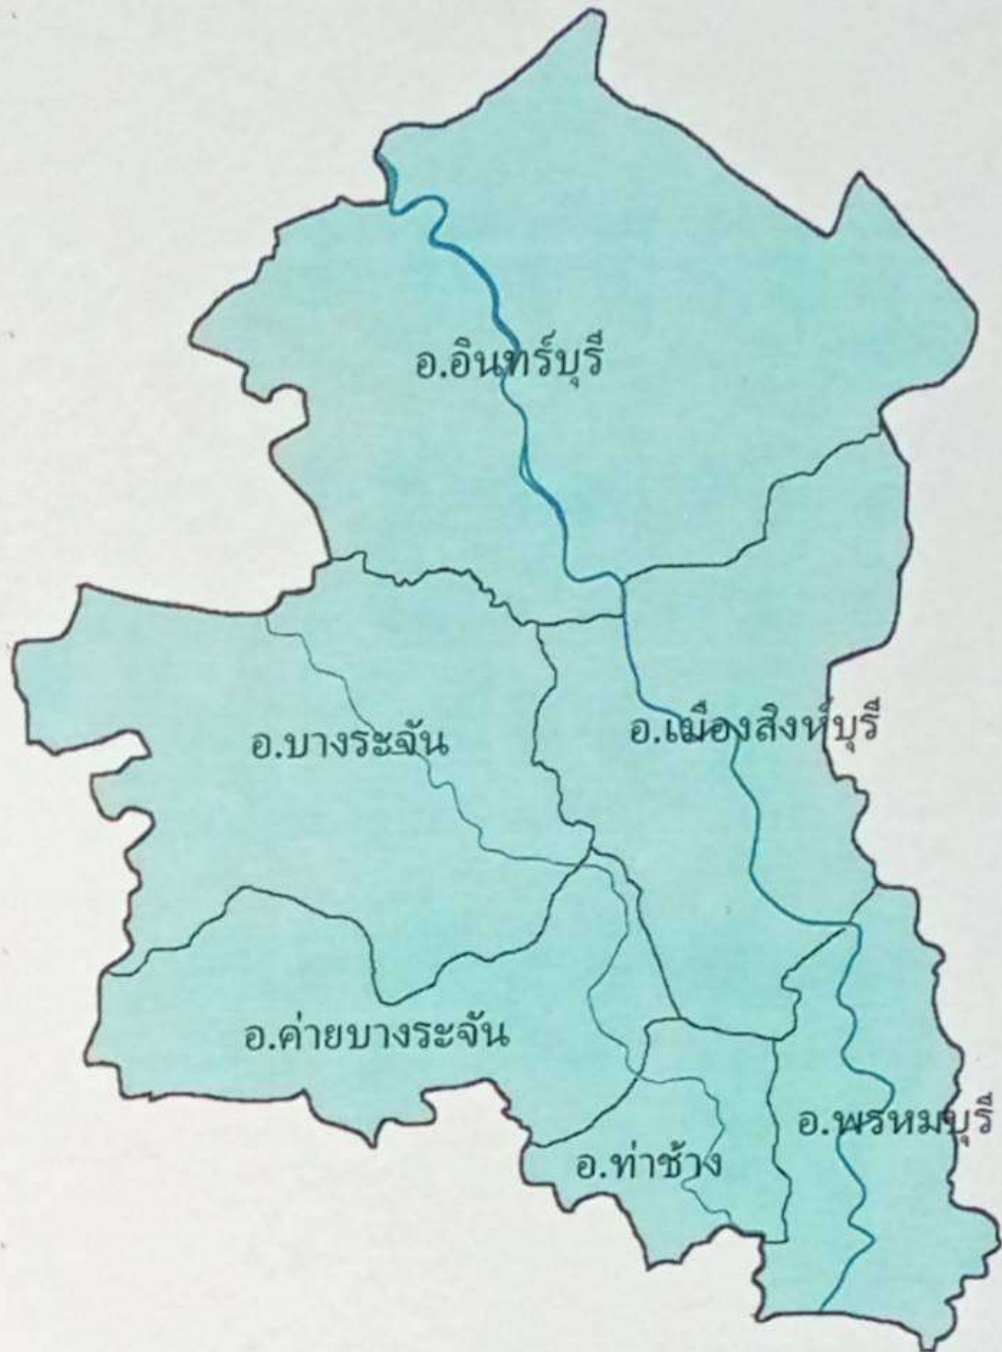 อ.อินทร์บุรี
อ.บางระจัน
อ.เมืองสิงห์บุรี
อ.ค่ายบางระจัน
อ.พรหมบุรี
อ.ท่าช้าง